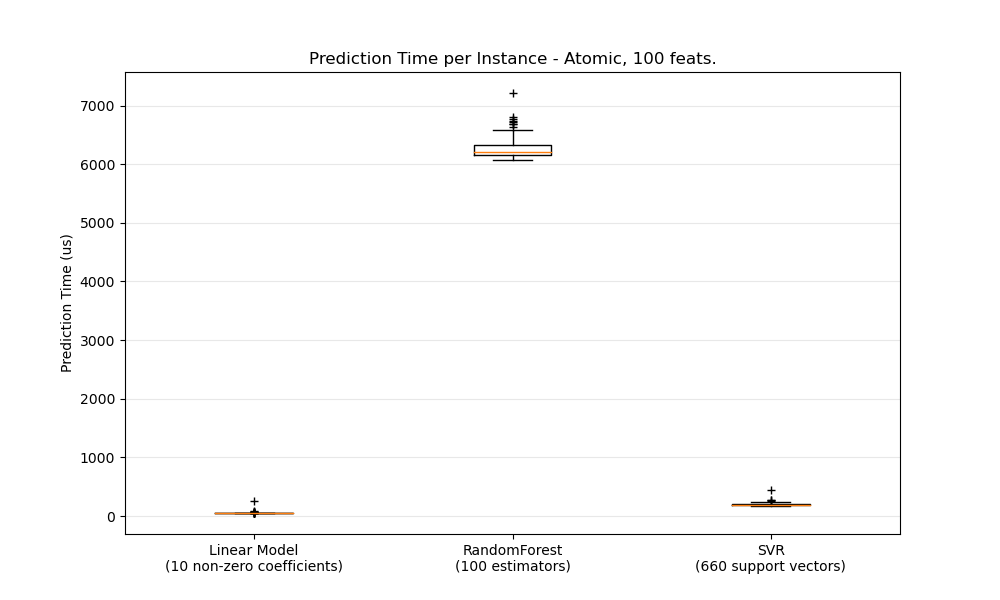 Prediction Time per Instance - Atomic, 100 feats.
Prediction Time (us)
7000
6000
5000
4000
3000
2000
1000
0
Linear Model
(10 non-zero coefficients)
RandomForest
(100 estimators)
SVR
(660 support vectors)